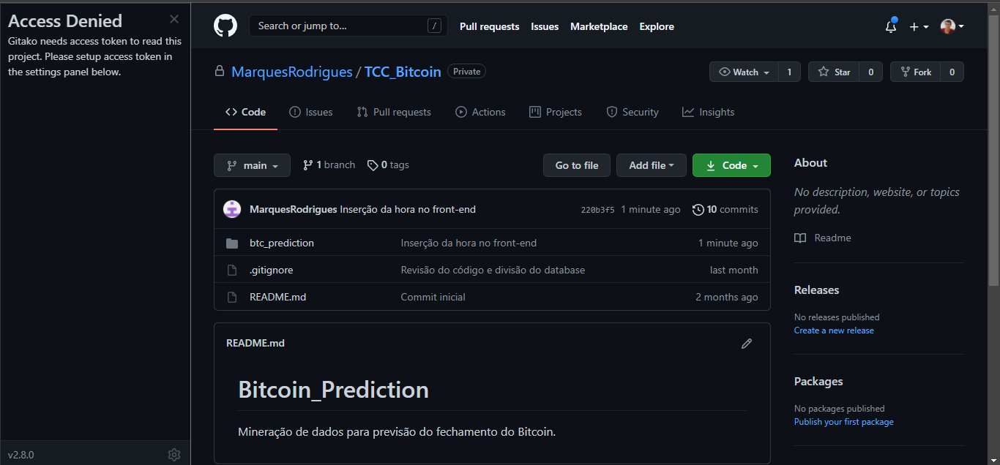 Access Denied
Gitako needs access token to read this
project. Please setup access token in
the settings panel below.
v2.8.0
Search or jump to... /
Pull requests Issues Marketplace Explore
MarquesRodrigues / TCC_Bitcoin Private
Watch 1 Star 0 Fork 0
Code Issues Pull requests Actions Projects Security Insights
main 1 branch 0 tags Go to file Add file Code
MarquesRodrigues Inserção da hora no front-end 220b3f5 1 minute ago 10 commits
btc_prediction Inserção da hora no front-end 1 minute ago
.gitignore Revisão do código e divisão do database last month
README.md Commit inicial 2 months ago
README.md
Bitcoin_Prediction
Mineração de dados para previsão do fechamento do Bitcoin.
About
No description, website, or topics
provided.
Readme
Releases
No releases published
Create a new release
Packages
No packages published
Publish your first package